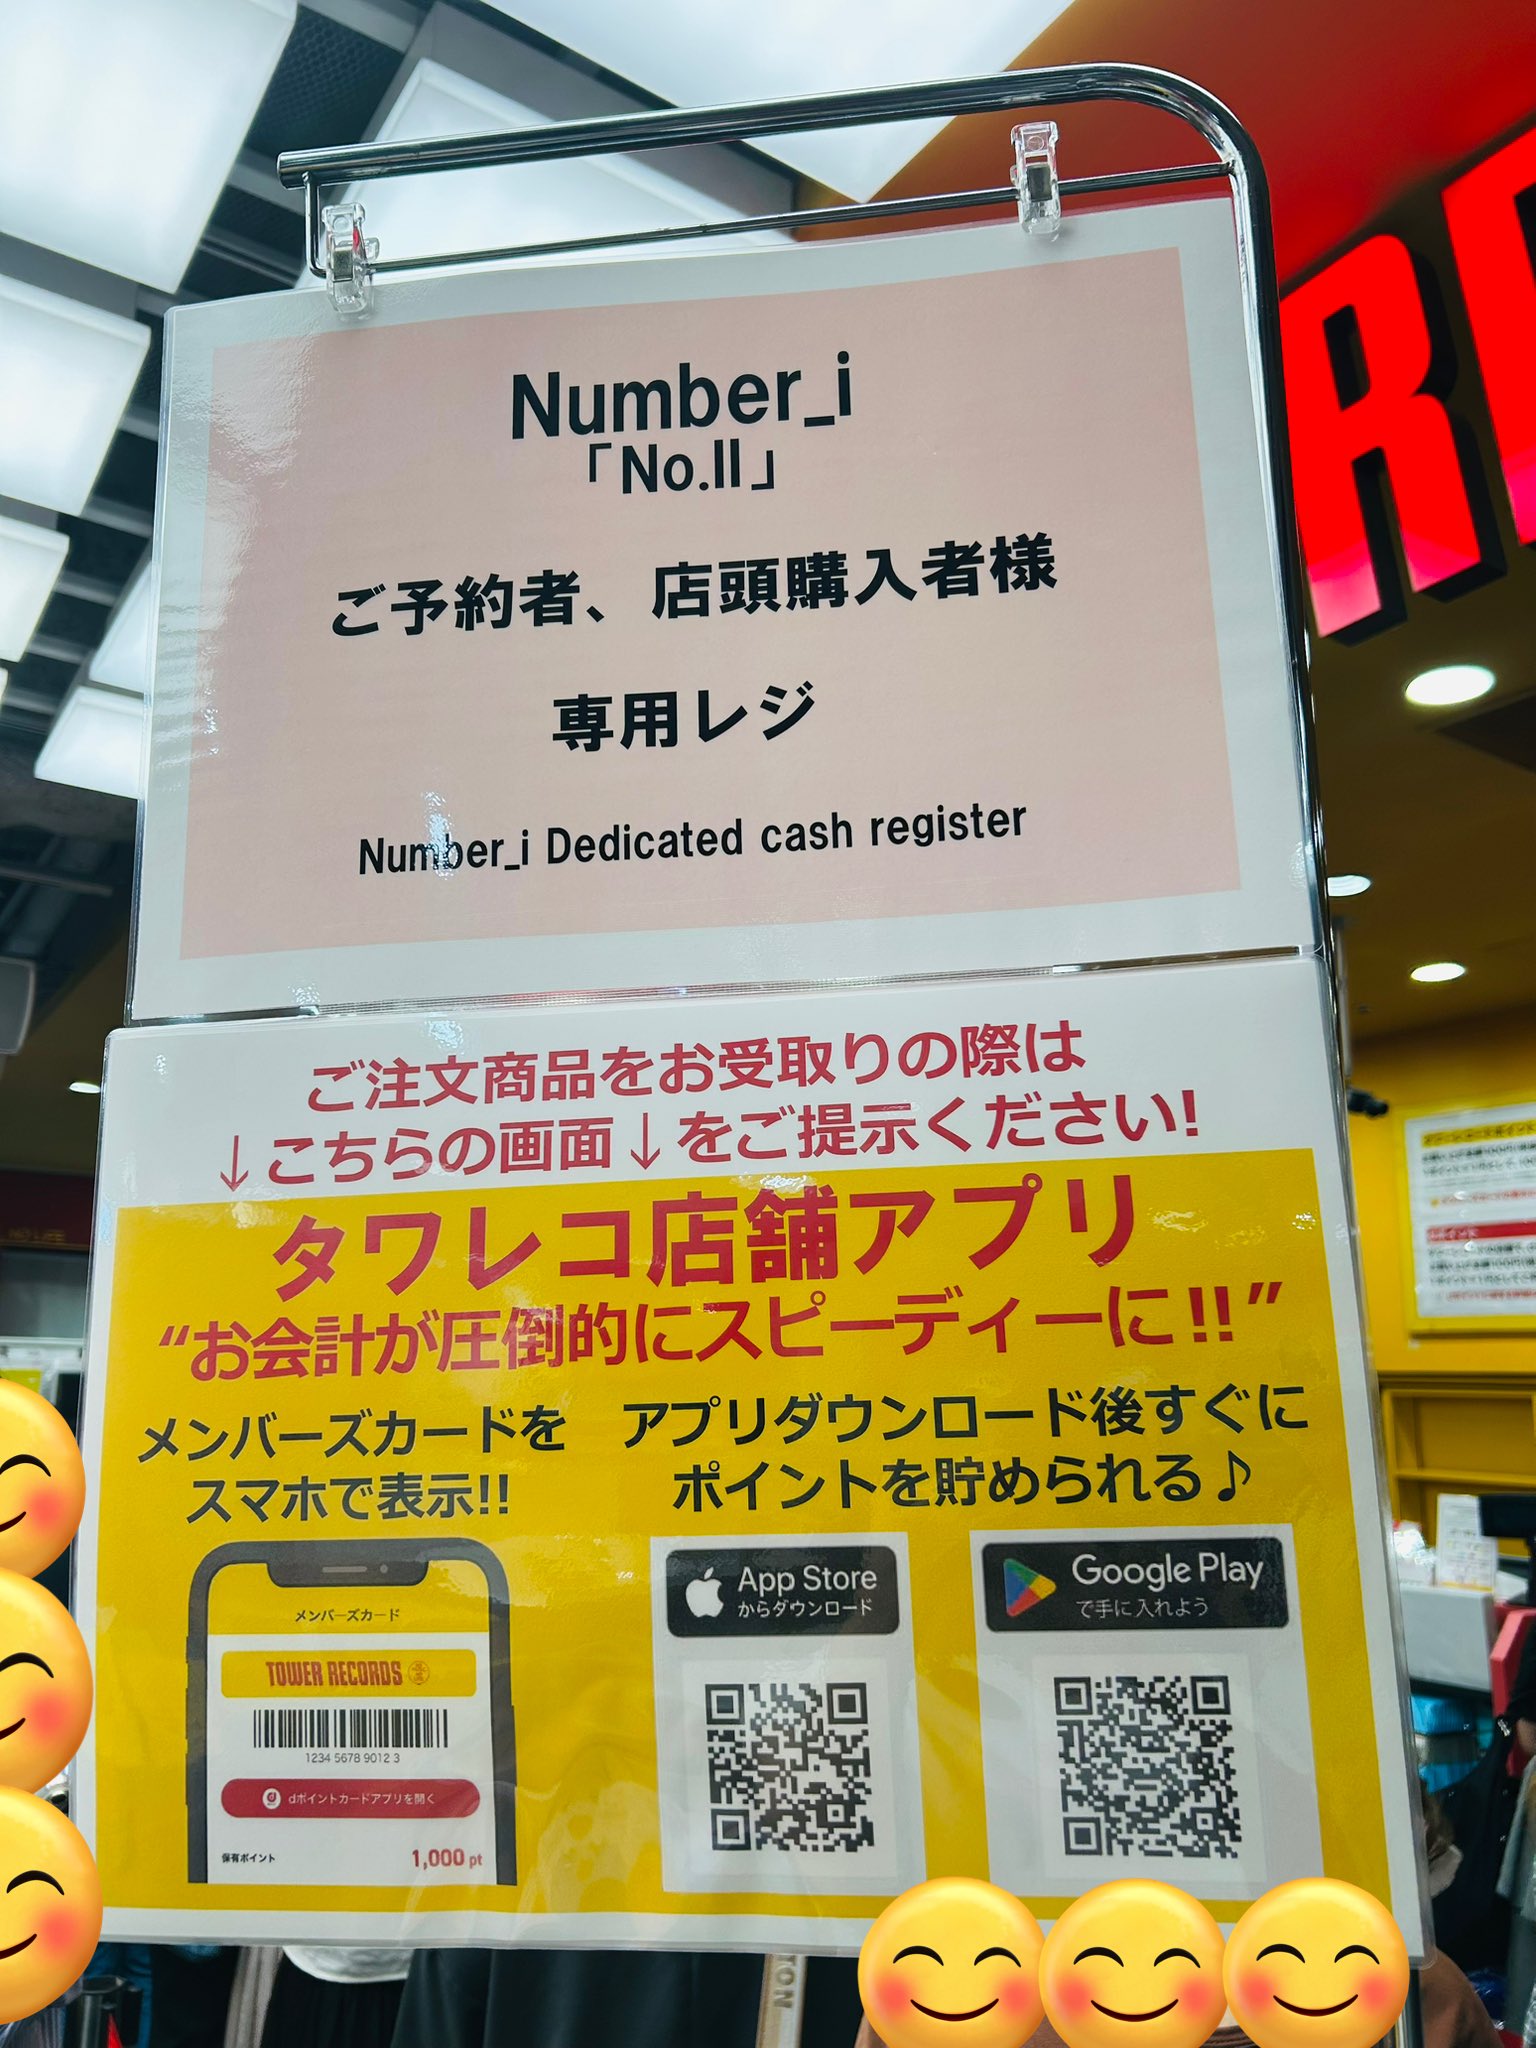 Number_i
「No.II」
ご予約者、店頭購入者様
専用レジ
Number_i Dedicated cash register
ご注文商品をお受取りの際は
↓こちらの画面↓をご提示ください!
タワレコ店舗アプリ
“お会計が圧倒的にスピーディーに!!”
メンバーズカードを
スマホで表示!!
アプリダウンロード後すぐに
ポイントを貯められる♪
メンバーズカード
TOWER RECORDS
1234 5678 9012 3
dポイントカードアプリを開く
保有ポイント 1,000 pt
App Store
からダウンロード
Google Play
で手に入れよう
R
TON